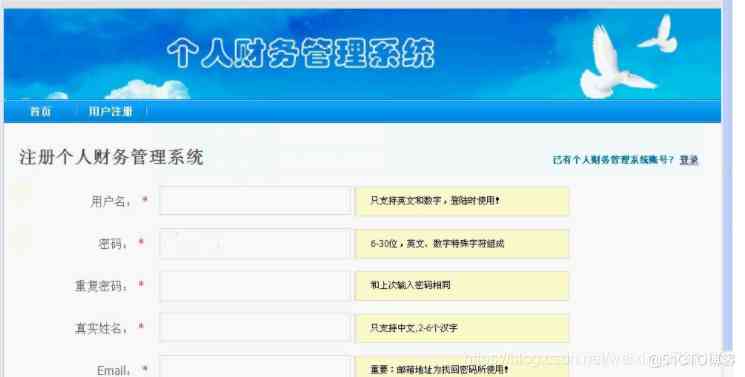 个人财务管理系统
首页 用户注册
注册个人财务管理系统
已有个人财务管理系统账号？ 登录
用户名： * 只支持英文和数字，登陆时使用！
密码： * 6-30位，英文、数字特殊字符组成
重复密码： * 和上次输入密码相同
真实姓名： * 只支持中文,2-6个汉字
Email： * 重要：邮箱地址为找回密码所使用！
https://blog.csdn.net/weixin
@51CTO博客